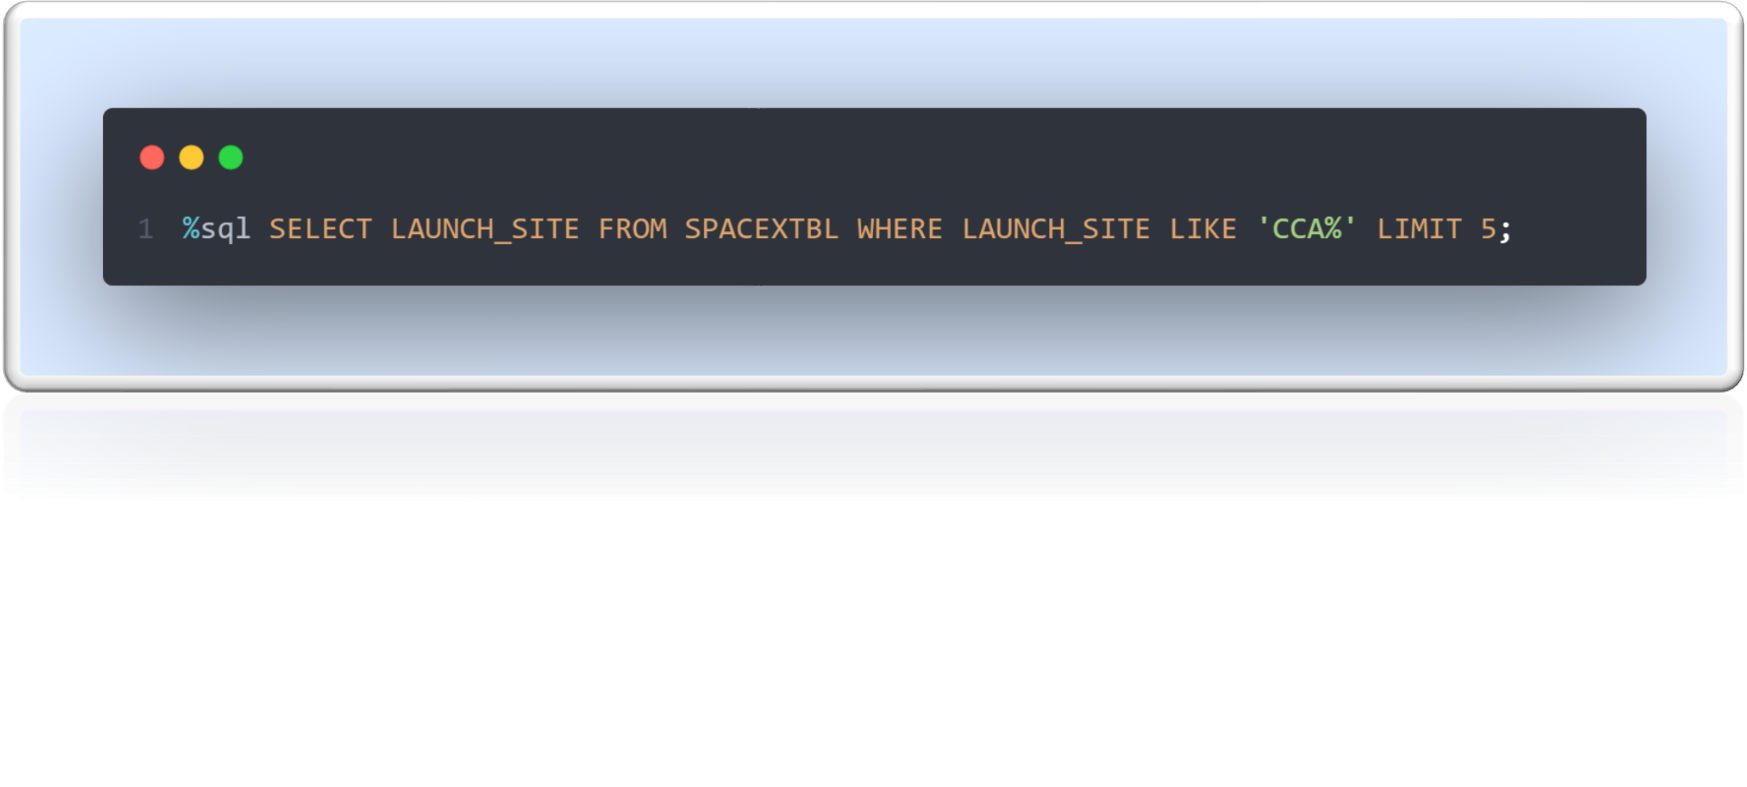 1 %sql SELECT LAUNCH_SITE FROM SPACEXTBL WHERE LAUNCH_SITE LIKE 'CCA%' LIMIT 5;